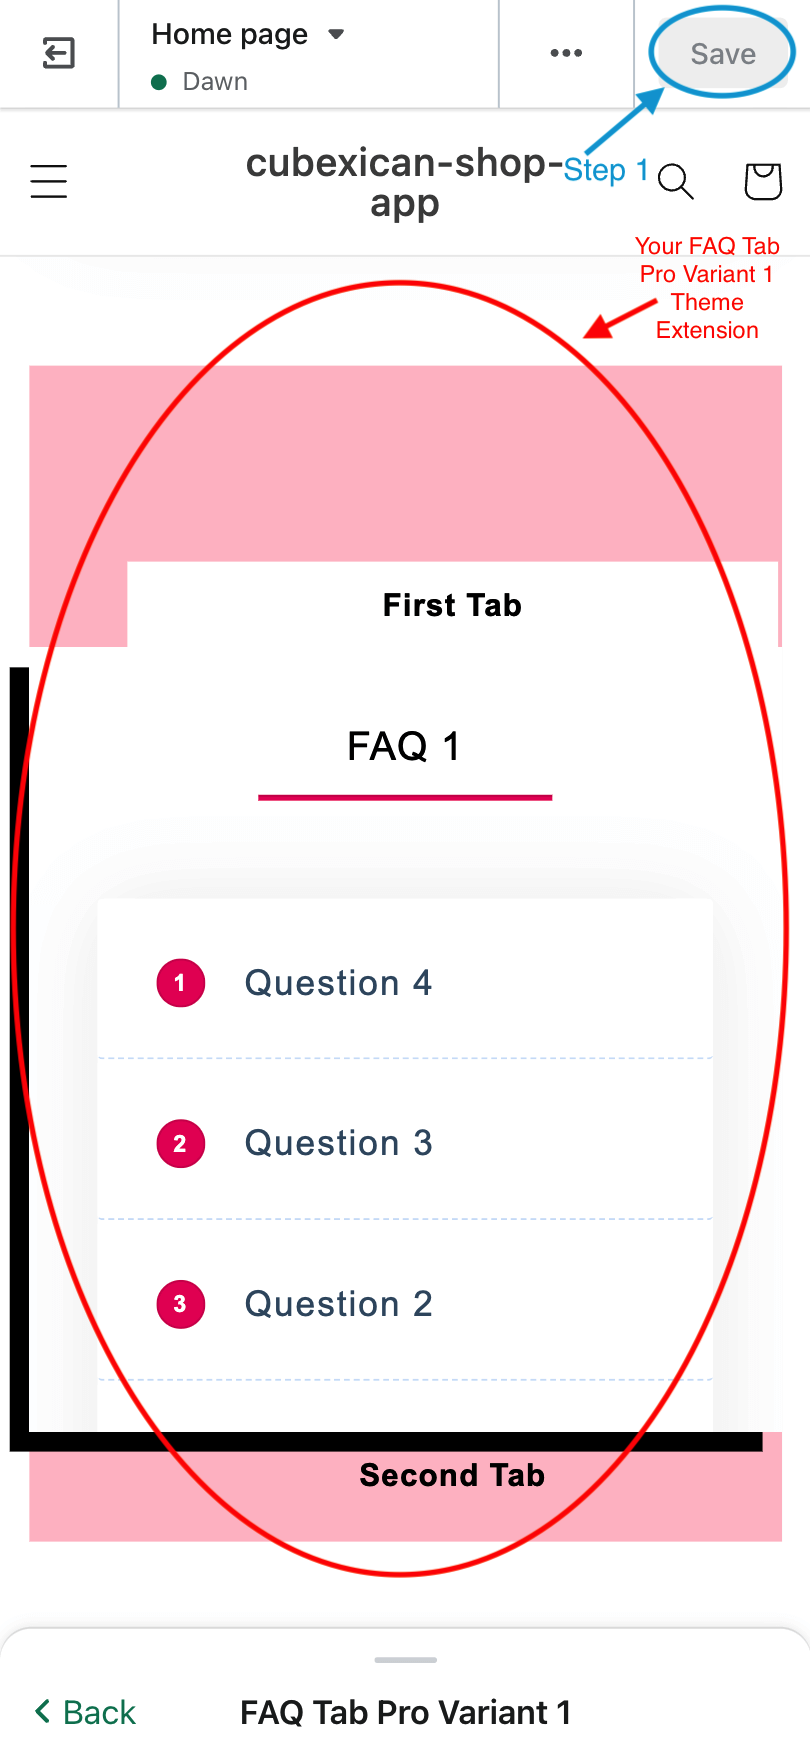 Home page
Dawn
Save
cubexican-shop-
app
Step 1
Your FAQ Tab
Pro Variant 1
Theme
Extension
First Tab
FAQ 1
1 Question 4
2 Question 3
3 Question 2
Second Tab
Back FAQ Tab Pro Variant 1